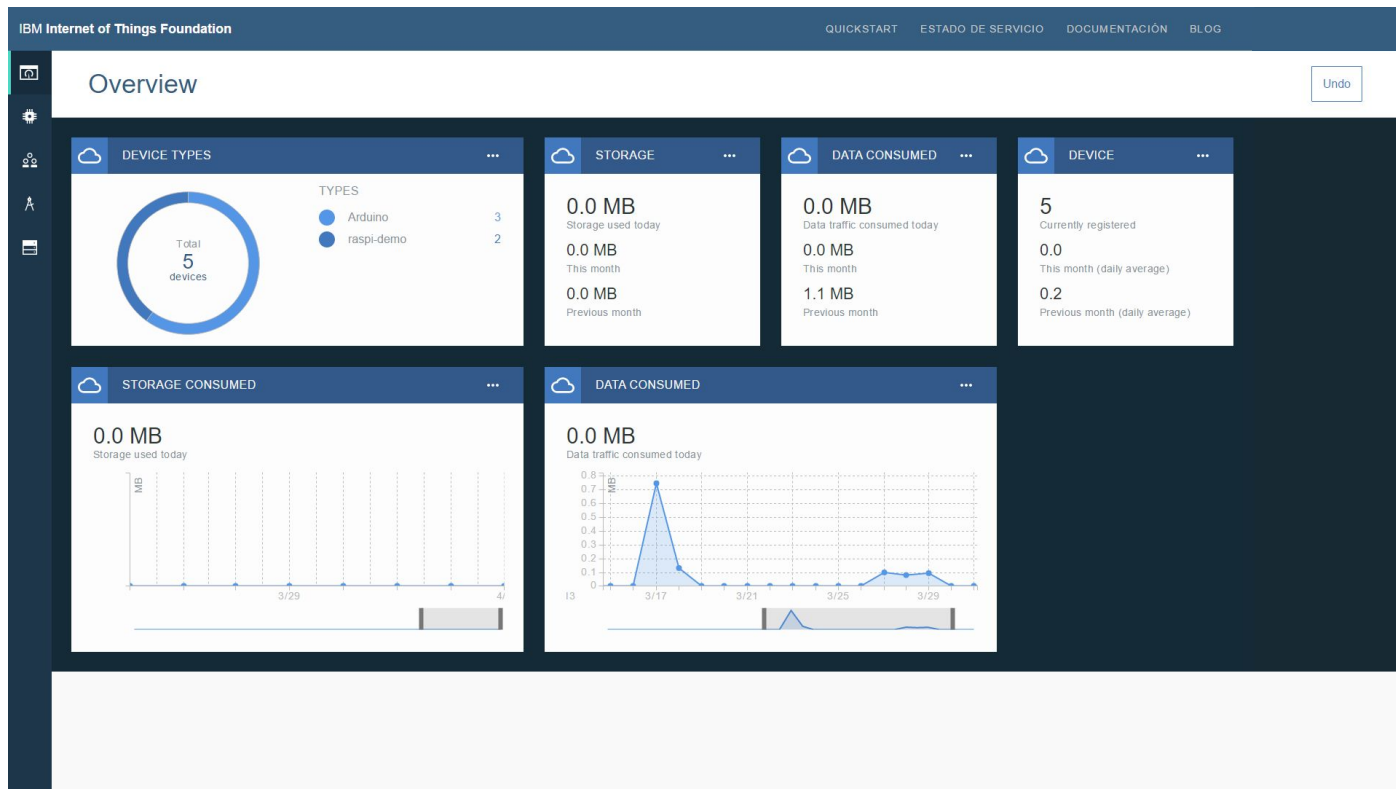 IBM Internet of Things Foundation
QUICKSTART ESTADO DE SERVICIO DOCUMENTACIÓN BLOG
Overview
Undo
DEVICE TYPES
TYPES
Arduino 3
raspi-demo 2
Total
5
devices
STORAGE
0.0 MB
Storage used today
0.0 MB
This month
0.0 MB
Previous month
DATA CONSUMED
0.0 MB
Data traffic consumed today
0.0 MB
This month
1.1 MB
Previous month
DEVICE
5
Currently registered
0.0
This month (daily average)
0.2
Previous month (daily average)
STORAGE CONSUMED
0.0 MB
Storage used today
MB
3/29 4/
DATA CONSUMED
0.0 MB
Data traffic consumed today
MB
0.8
0.7
0.6
0.5
0.4
0.3
0.2
0.1
0
13 3/17 3/21 3/25 3/29